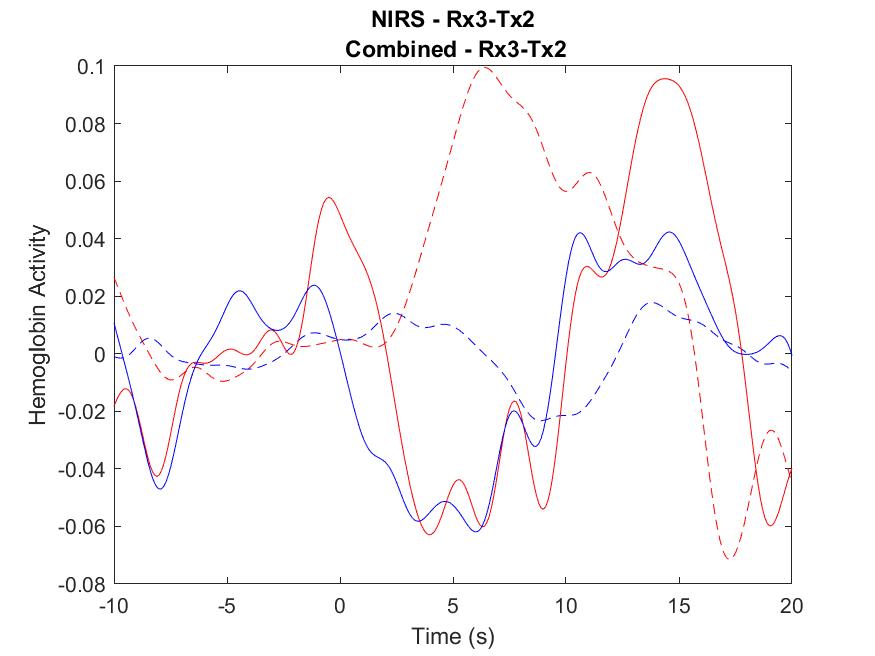 NIRS - Rx3-Tx2
Combined - Rx3-Tx2
0.1
0.08
0.06
0.04
0.02
0
-0.02
-0.04
-0.06
-0.08
Hemoglobin Activity
-10 -5 0 5 10 15 20
Time (s)